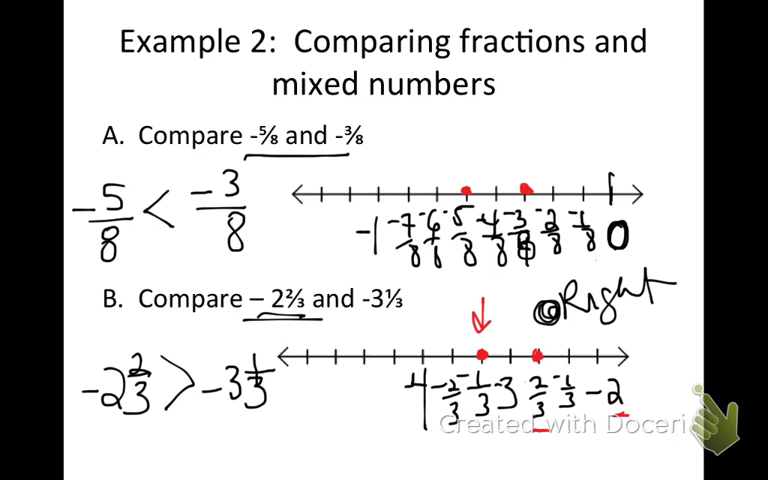 Example 2: Comparing fractions and
mixed numbers
A. Compare -⅝ and -⅜
-5/8 < -3/8
-1 -7/8 -6/8 -5/8 -4/8 -3/8 -2/8 -1/8 0
B. Compare – 2⅔ and -3⅓
Right
-2 2/3 > -3 1/3
4 -2/3 -1/3 -3 2/3 -1/3 -2
Created with Doceri